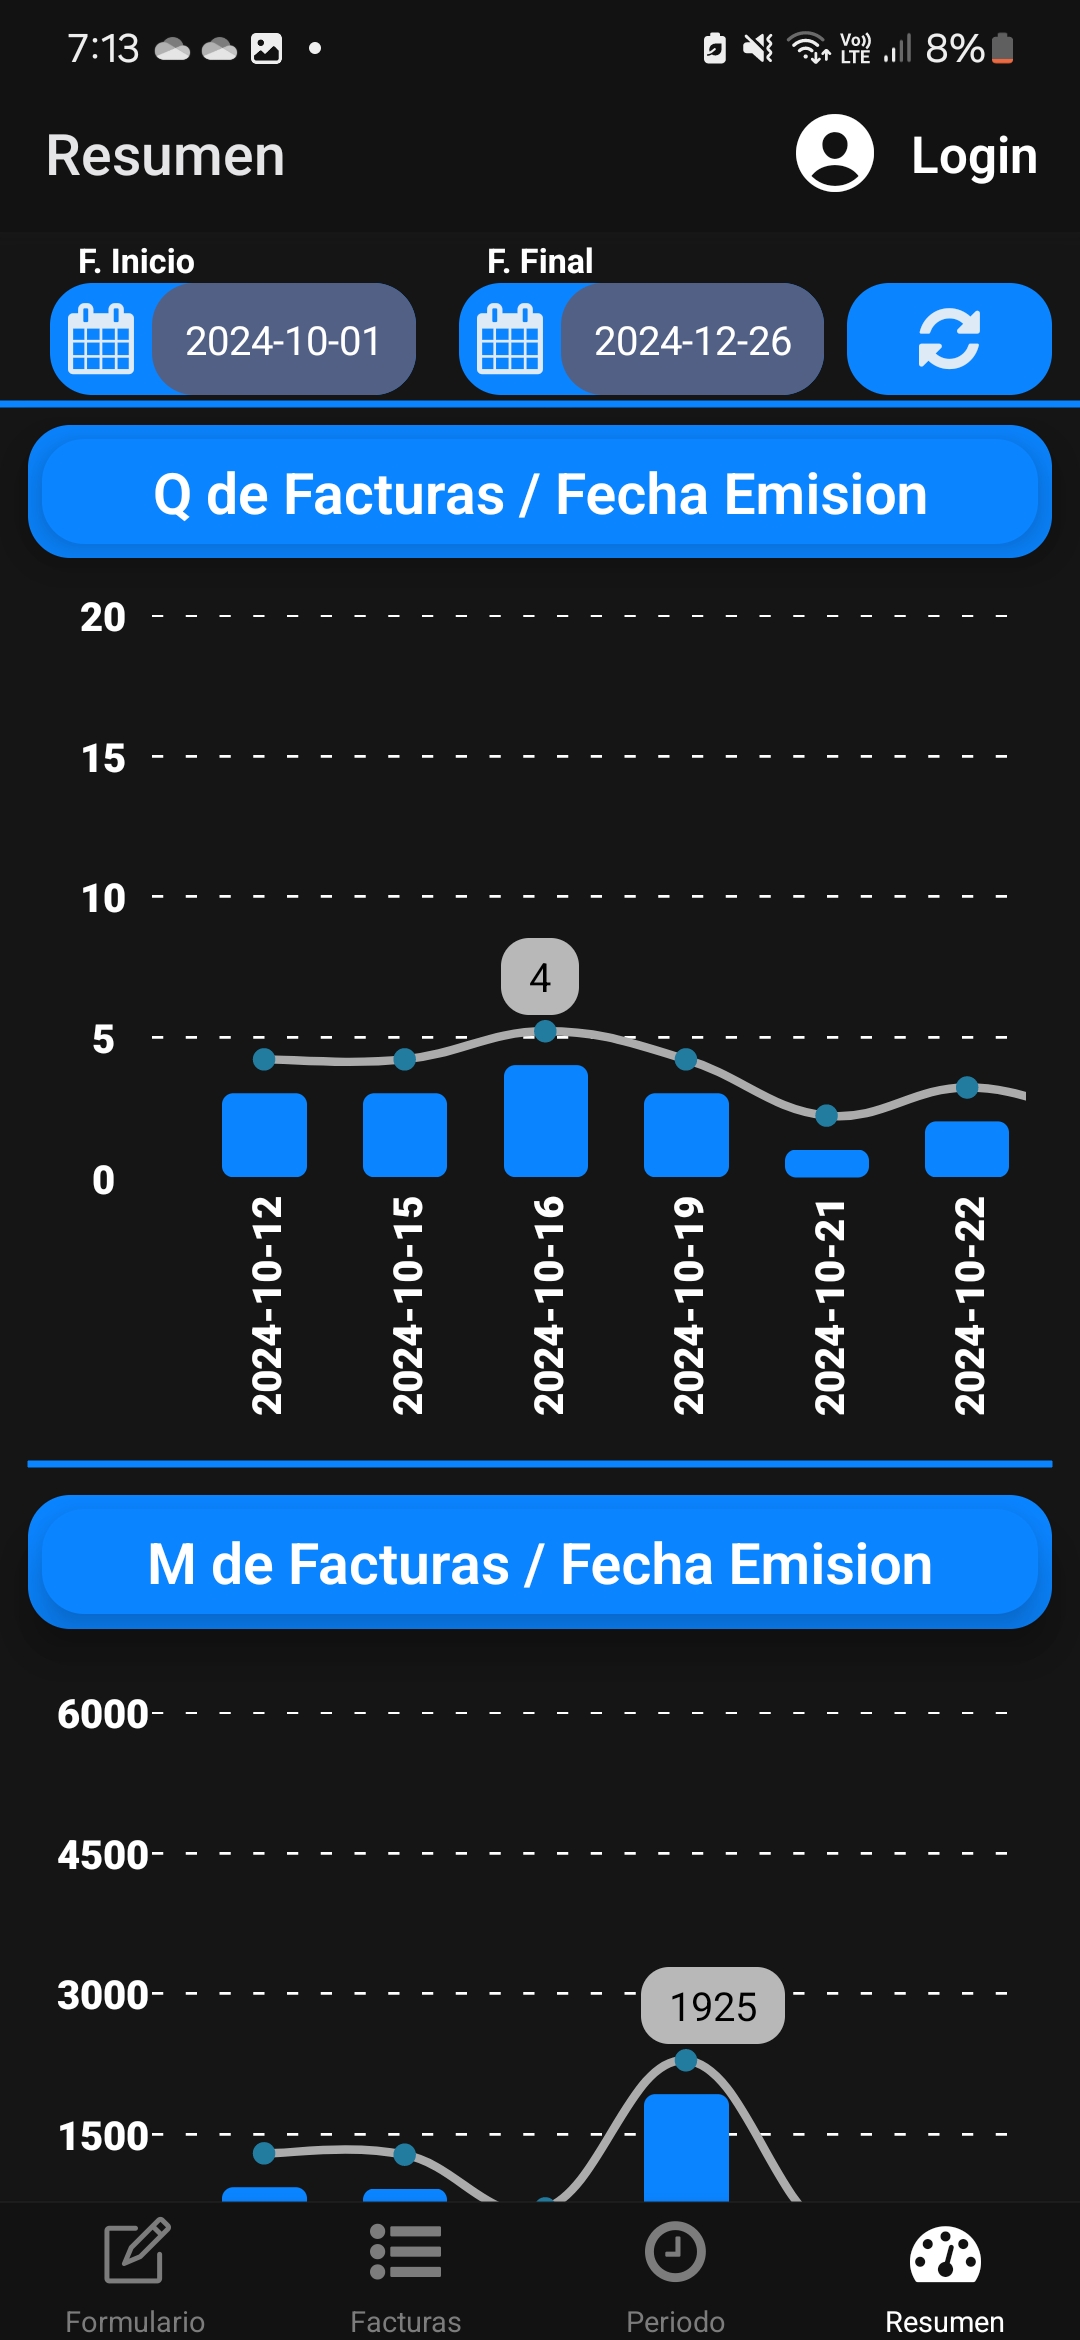 7:13 Vo)) LTE 8%
Resumen Login
F. Inicio F. Final
2024-10-01 2024-12-26
Q de Facturas / Fecha Emision
20
15
10
4
5
0
2024-10-12 2024-10-15 2024-10-16 2024-10-19 2024-10-21 2024-10-22
M de Facturas / Fecha Emision
6000
4500
3000
1925
1500
Formulario Facturas Periodo Resumen